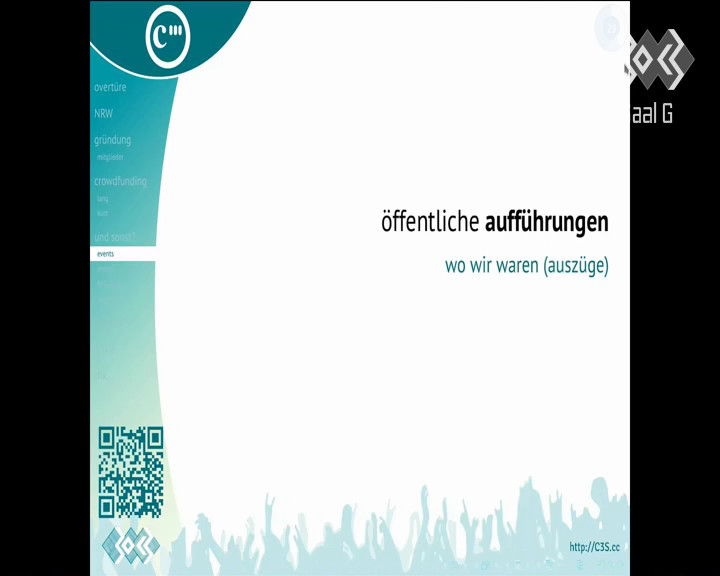 overtüre
NRW
gründung
mitglieder
crowdfunding
lang
kurz
und sonst?
events
öffentliche aufführungen
wo wir waren (auszüge)
http://C3S.cc
aal G